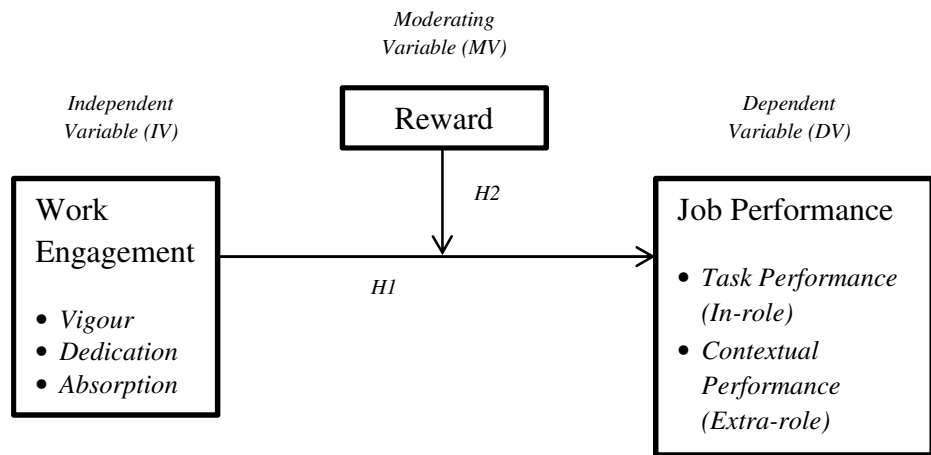 Moderating
Variable (MV)
Independent
Variable (IV)
Reward
Dependent
Variable (DV)
H2
Work
Engagement
• Vigour
• Dedication
• Absorption
H1
Job Performance
• Task Performance
(In-role)
• Contextual
Performance
(Extra-role)